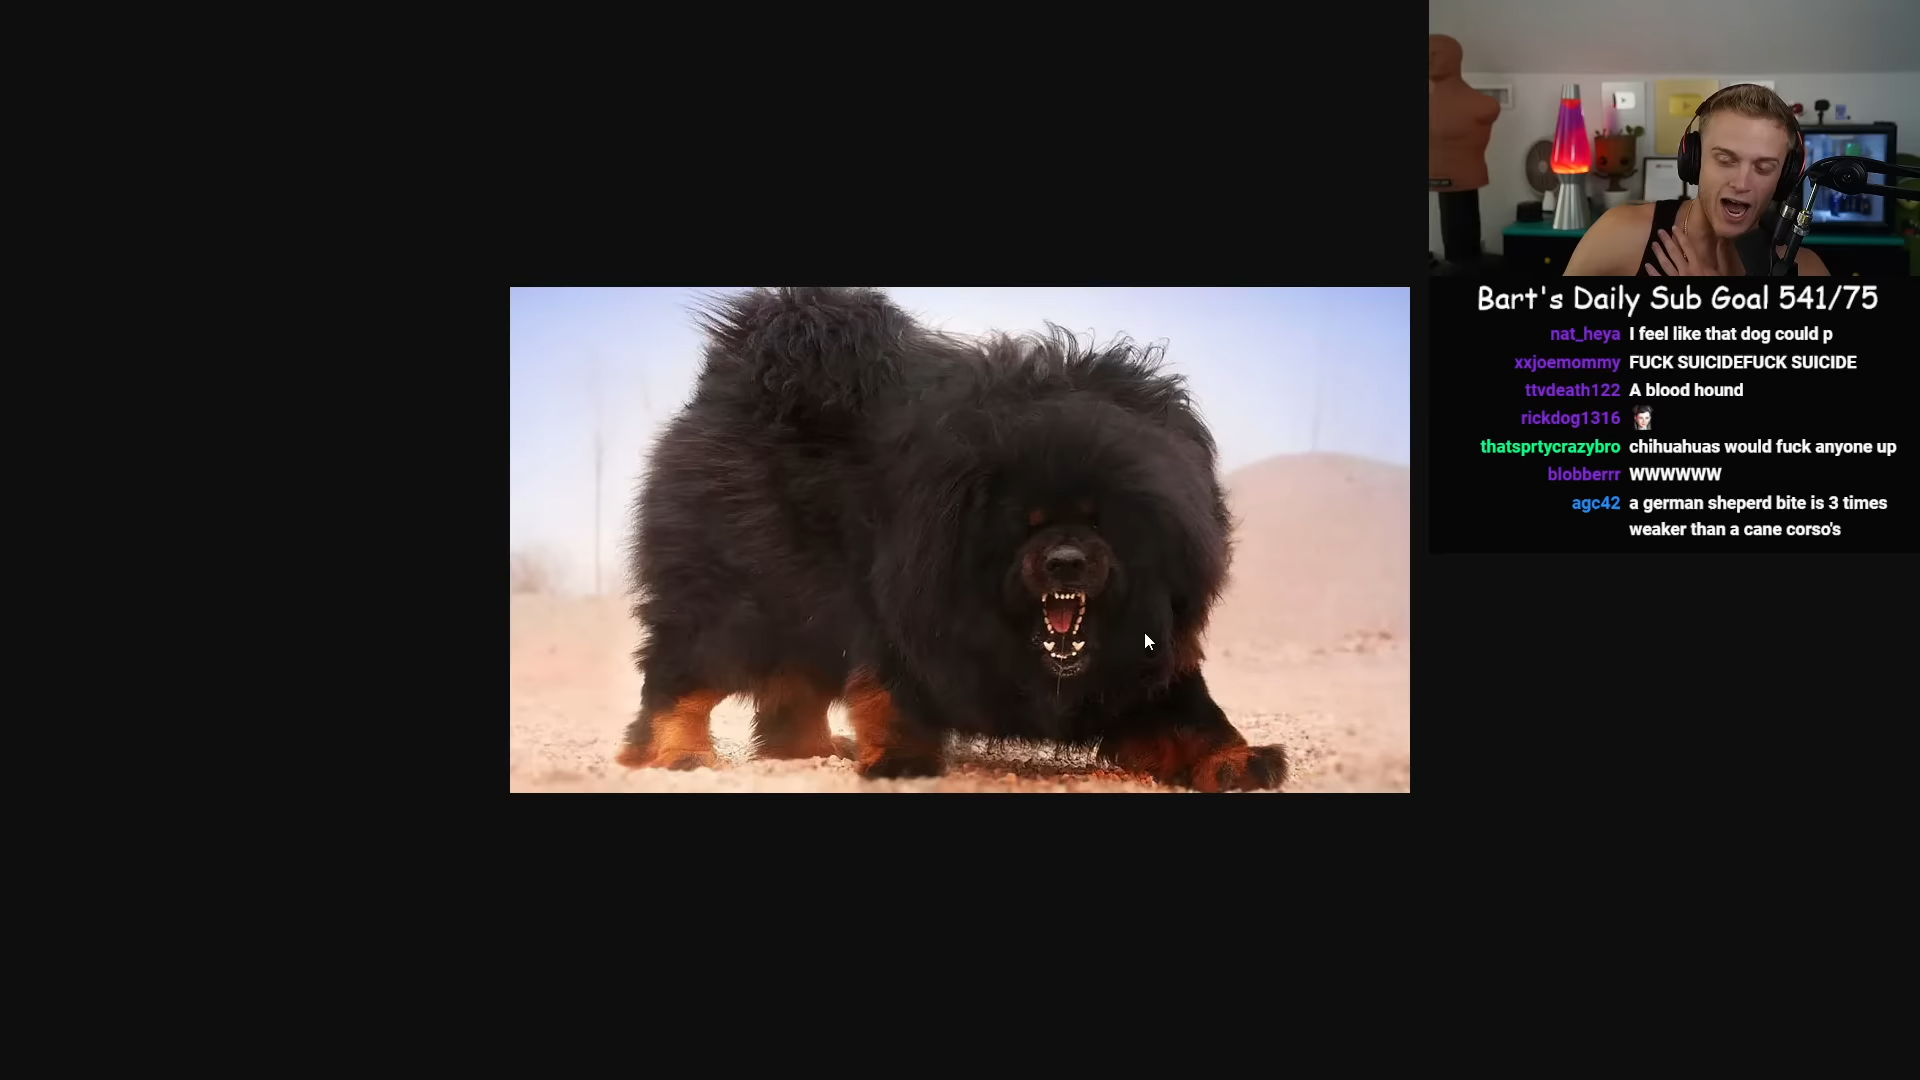 Bart's Daily Sub Goal 541/75
nat_heya I feel like that dog could p
xxjoemommy FUCK SUICIDEFUCK SUICIDE
ttvdeath122 A blood hound
rickdog1316
thatsprtycrazybro chihuahuas would fuck anyone up
blobberrr WWWWWW
agc42 a german sheperd bite is 3 times
weaker than a cane corso's